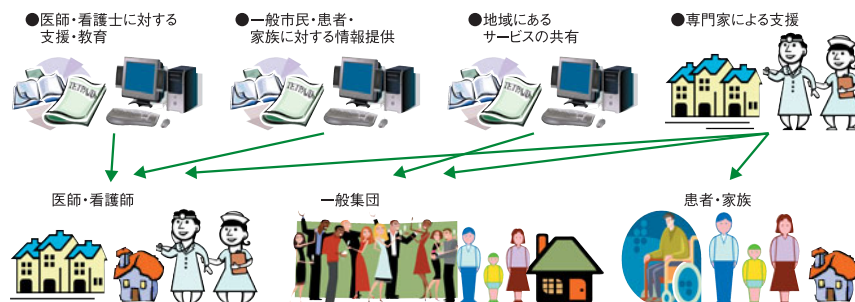 ●医師・看護士に対する
支援・教育
●一般市民・患者・
家族に対する情報提供
●地域にある
サービスの共有
●専門家による支援
医師・看護師
一般集団
患者・家族